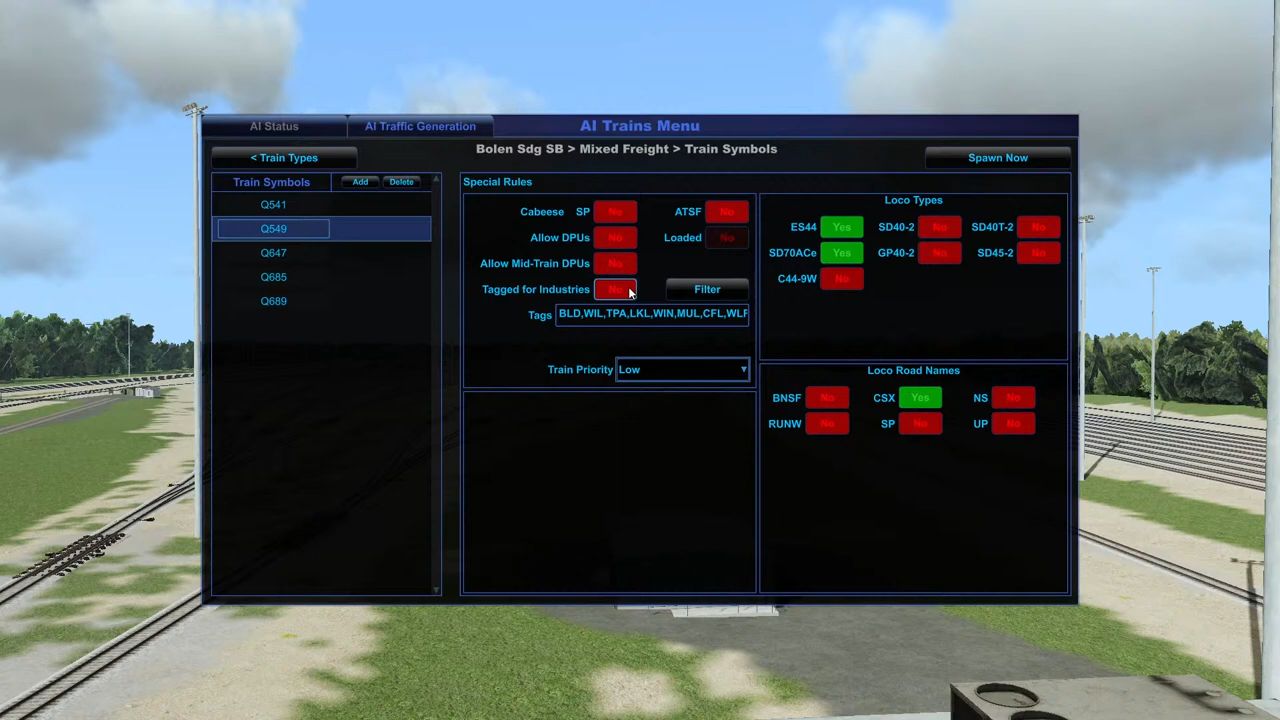 AI Status
AI Traffic Generation
AI Trains Menu
< Train Types
Bolen Sdg SB > Mixed Freight > Train Symbols
Spawn Now
Train Symbols
Add
Delete
Q541
Q549
Q647
Q685
Q689
Special Rules
Cabeese SP No ATSF No
Allow DPUs No Loaded No
Allow Mid-Train DPUs No
Tagged for Industries No Filter
Tags BLD,WIL,TPA,LKL,WIN,MUL,CFL,WLF
Train Priority Low
Loco Types
ES44 Yes SD40-2 No SD40T-2 No
SD70ACe Yes GP40-2 No SD45-2 No
C44-9W No
Loco Road Names
BNSF No CSX Yes NS No
RUNW No SP No UP No